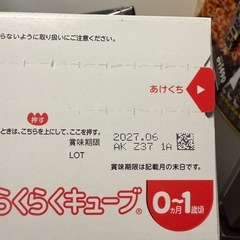 らないように取り扱いにご注意ください。
あけくち
押す
ときは、こちらを上にして、ここを押す。
賞味期限 2027.06
LOT AK Z37 1A
賞味期限は記載月の末日です。
らくらくキューブ®
0~1歳頃
カ月